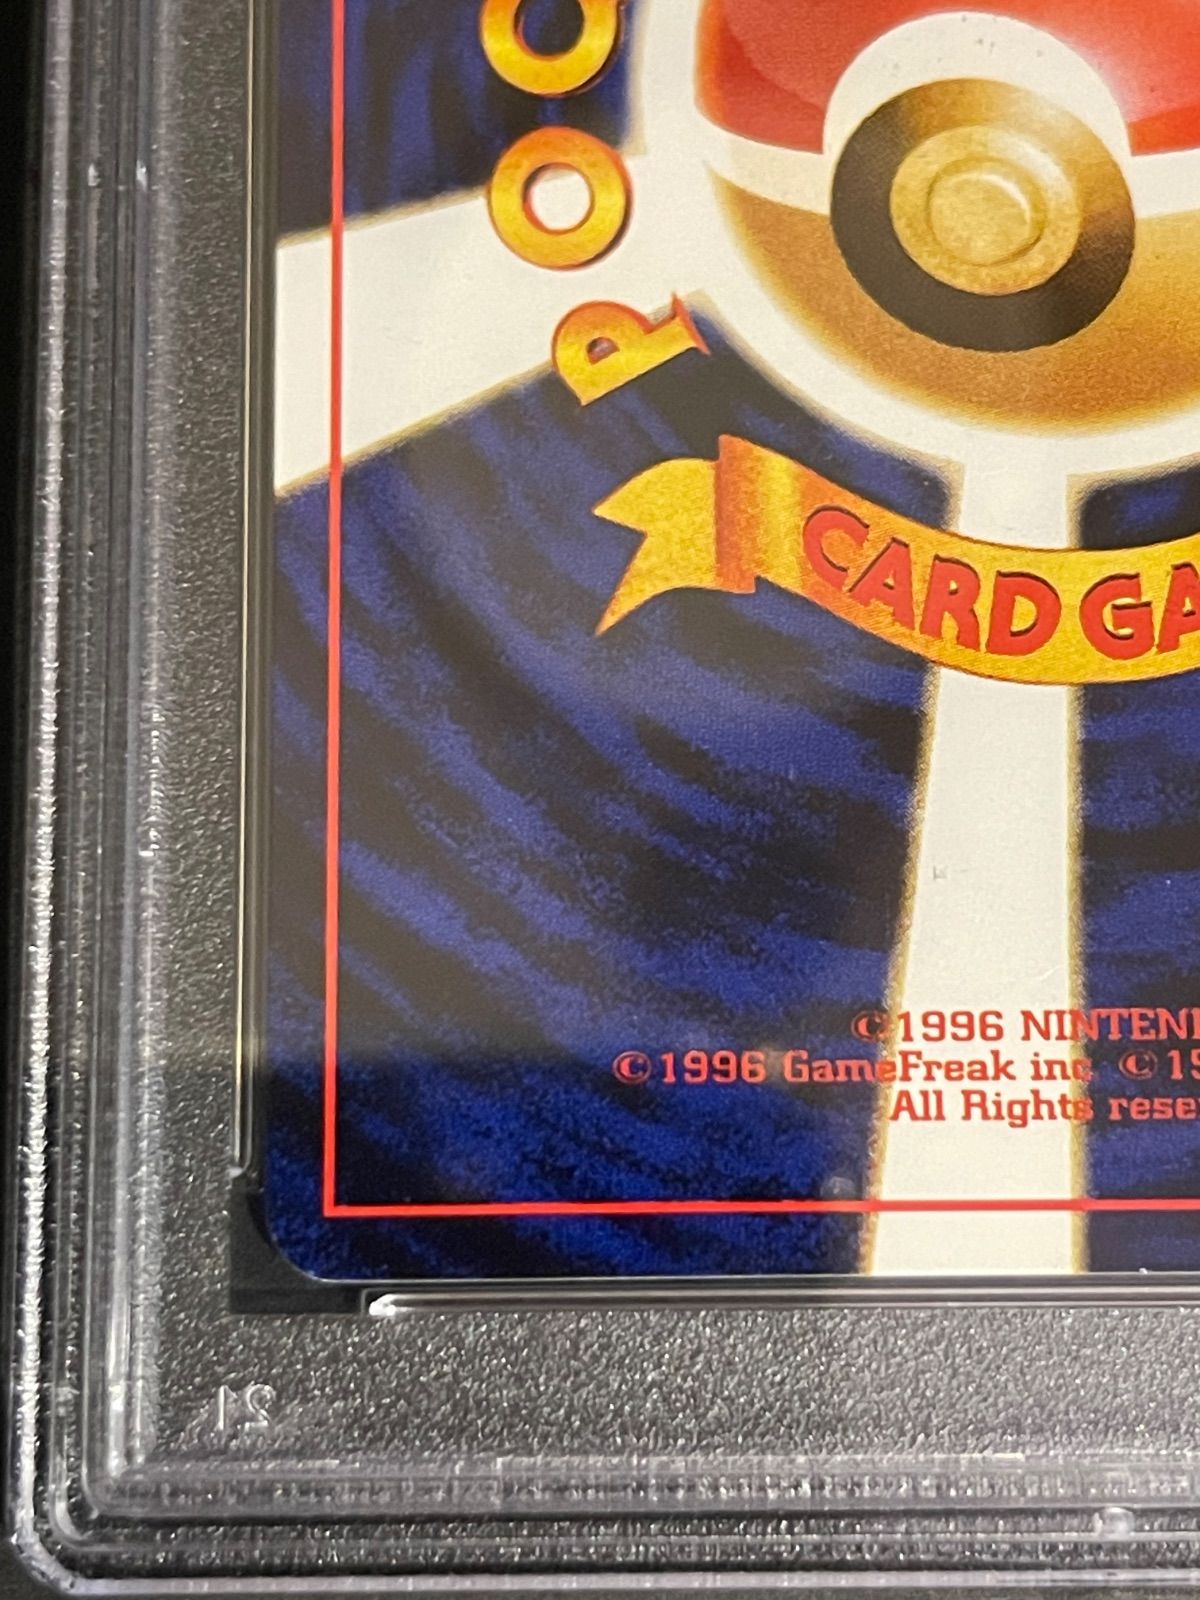 POC
CARD GA
©1996 NINTEN
©1996 GameFreak inc. ©19
All Rights rese
21